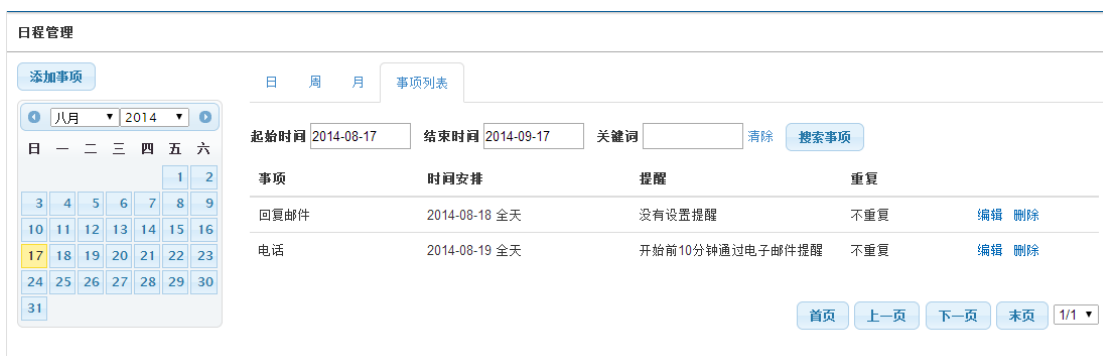 日程管理
添加事项
八月 2014
日 一 二 三 四 五 六
1 2
3 4 5 6 7 8 9
10 11 12 13 14 15 16
17 18 19 20 21 22 23
24 25 26 27 28 29 30
31
日 周 月 事项列表
起始时间 2014-08-17 结束时间 2014-09-17 关键词 清除 搜索事项
事项 时间安排 提醒 重复
回复邮件 2014-08-18 全天 没有设置提醒 不重复 编辑 删除
电话 2014-08-19 全天 开始前10分钟通过电子邮件提醒 不重复 编辑 删除
首页 上一页 下一页 末页 1/1